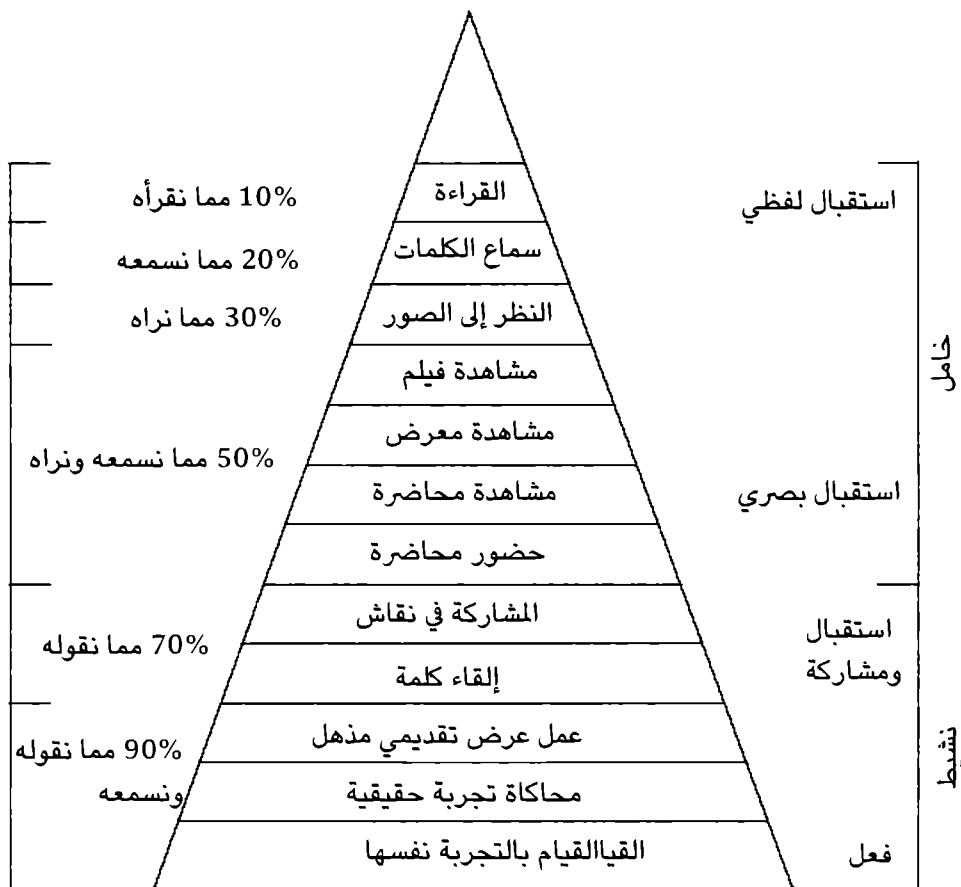 القراءة
سماع الكلمات
النظر إلى الصور
مشاهدة فيلم
مشاهدة معرض
مشاهدة محاضرة
حضور محاضرة
المشاركة في نقاش
إلقاء كلمة
عمل عرض تقديمي مذهل
محاكاة تجربة حقيقية
القياالقيام بالتجربة نفسها
استقبال لفظي
استقبال بصري
استقبال
ومشاركة
فعل
خامل
نشيط
10% مما نقرأه
20% مما نسمعه
30% مما نراه
50% مما نسمعه ونراه
70% مما نقوله
90% مما نقوله
ونسمعه